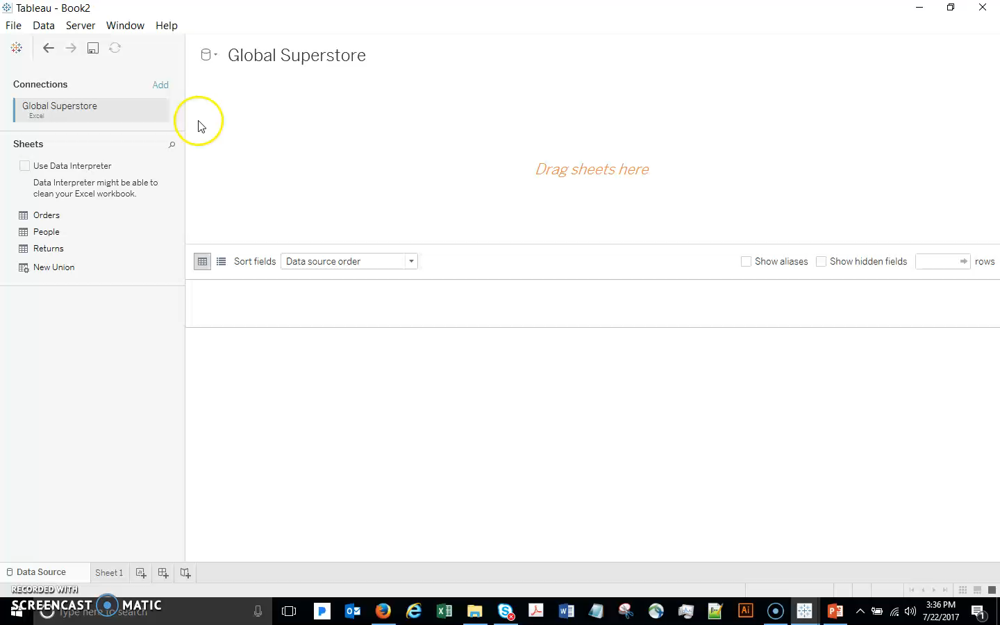 Tableau - Book2
File Data Server Window Help
Connections Add
Global Superstore
Excel
Sheets
Use Data Interpreter
Data Interpreter might be able to
clean your Excel workbook.
Orders
People
Returns
New Union
Global Superstore
Drag sheets here
Sort fields Data source order Show aliases Show hidden fields rows
Data Source Sheet 1
RECORDED WITH
SCREENCAST MATIC
Type here to search
3:36 PM
7/22/2017